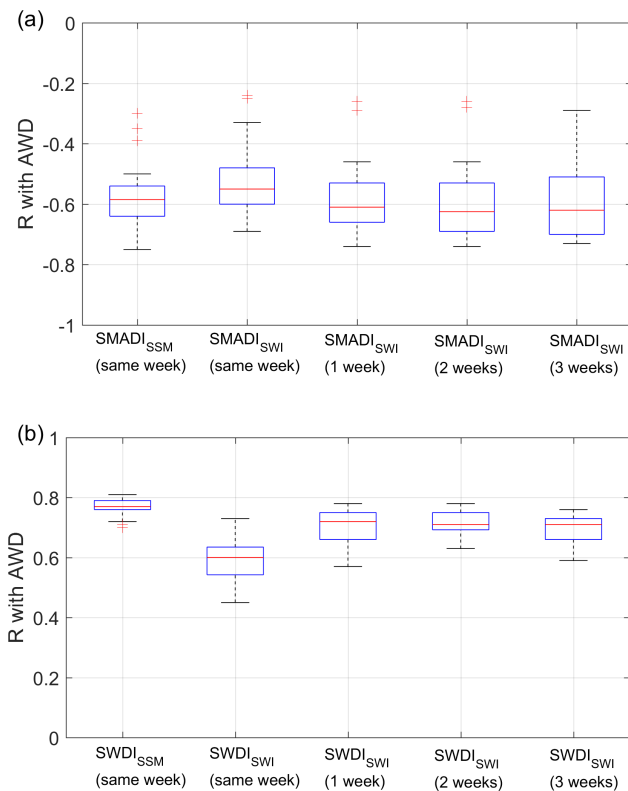 (a)
0
-0.2
-0.4
-0.6
-0.8
-1
R with AWD
SMADI_SSM SMADI_SWI SMADI_SWI SMADI_SWI SMADI_SWI
(same week) (same week) (1 week) (2 weeks) (3 weeks)
(b)
1
0.8
0.6
0.4
0.2
0
R with AWD
SWDI_SSM SWDI_SWI SWDI_SWI SWDI_SWI SWDI_SWI
(same week) (same week) (1 week) (2 weeks) (3 weeks)